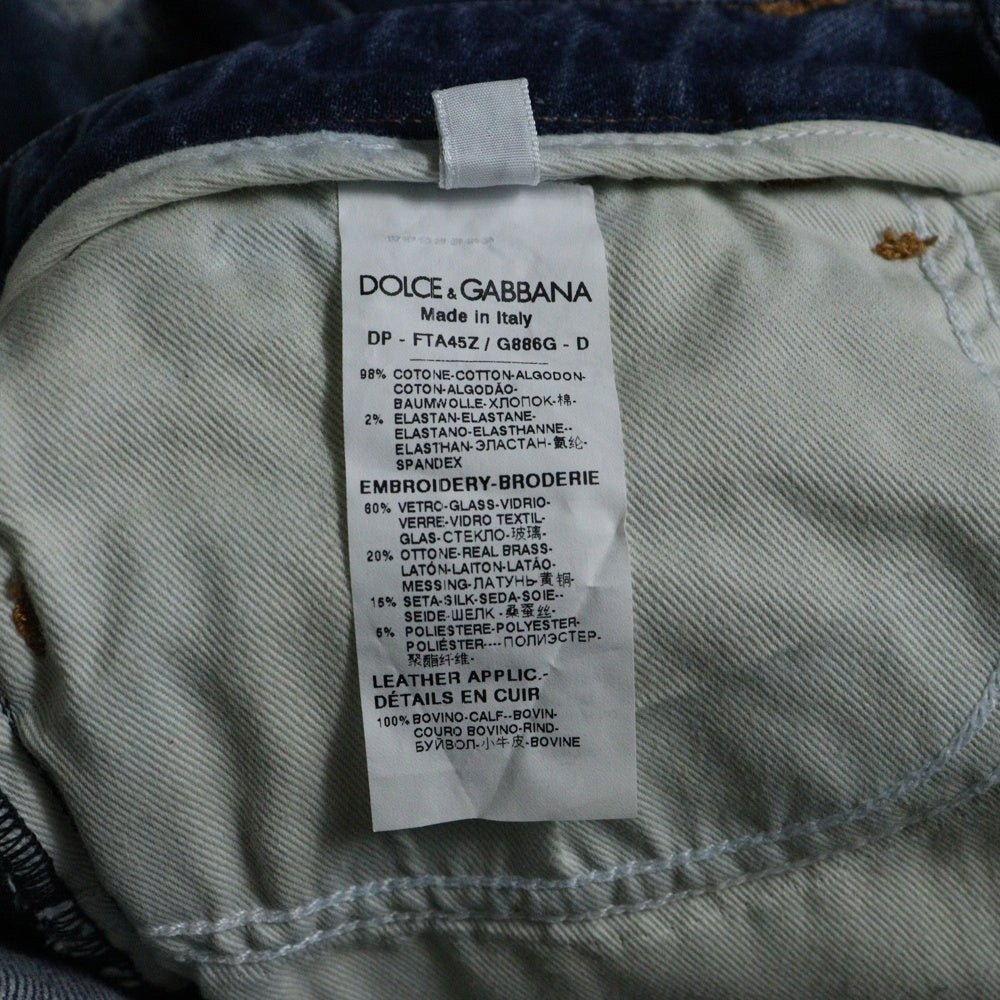 DOLCE & GABBANA
Made in Italy
DP - FTA45Z / G886G - D
98% COTONE-COTTON-ALGODON-
COTON-ALGODÃO-
BAUMWOLLE-ХЛОПОК-棉-
2% ELASTAN-ELASTANE-
ELASTANO-ELASTHANNE--
ELASTHAN-ЭЛАСТАН-氨纶-
SPANDEX
EMBROIDERY-BRODERIE
60% VETRO-GLASS-VIDRIO-
VERRE-VIDRO TEXTIL-
GLAS-СТЕКЛО-玻璃-
20% OTTONE-REAL BRASS-
LATÓN-LAITON-LATÃO-
MESSING-ЛАТУНЬ-黄铜-
15% SETA-SILK-SEDA-SOIE--
SEIDE-ШЕЛК -桑蚕丝-
5% POLIESTERE-POLYESTER-
POLIÉSTER----ПОЛИЭСТЕР-
聚酯纤维-
LEATHER APPLIC.-
DÉTAILS EN CUIR
100% BOVINO-CALF--BOVIN-
COURO BOVINO-RIND-
БУЙВОЛ-小牛皮-BOVINE